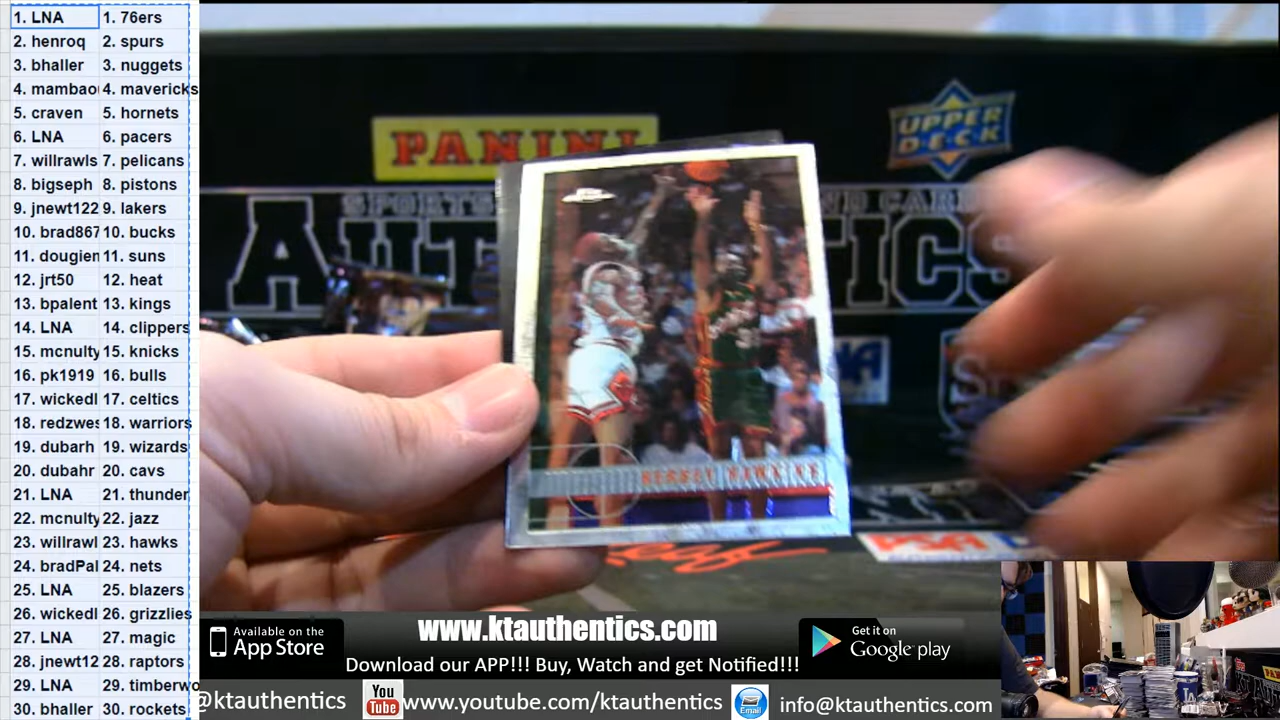 1. LNA 1. 76ers
2. henroq 2. spurs
3. bhaller 3. nuggets
4. mambao 4. mavericks
5. craven 5. hornets
6. LNA 6. pacers
7. willrawls 7. pelicans
8. bigseph 8. pistons
9. jnewt122 9. lakers
10. brad867 10. bucks
11. dougien 11. suns
12. jrt50 12. heat
13. bpalent 13. kings
14. LNA 14. clippers
15. mcnulty 15. knicks
16. pk1919 16. bulls
17. wickedl 17. celtics
18. redzwes 18. warriors
19. dubarh 19. wizards
20. dubahr 20. cavs
21. LNA 21. thunder
22. mcnulty 22. jazz
23. willrawl 23. hawks
24. bradPal 24. nets
25. LNA 25. blazers
26. wickedl 26. grizzlies
27. LNA 27. magic
28. jnewt12 28. raptors
29. LNA 29. timberwo
30. bhaller 30. rockets
PANINI
UPPER DECK
SPORTS AND CARD
AUTHENTICS
HERSEY HAWKINS
Leaf
PSA
www.ktauthentics.com
Available on the App Store
Download our APP!!! Buy, Watch and get Notified!!!
Get it on Google play
@ktauthentics
You Tube
www.youtube.com/ktauthentics
Email
info@ktauthentics.com